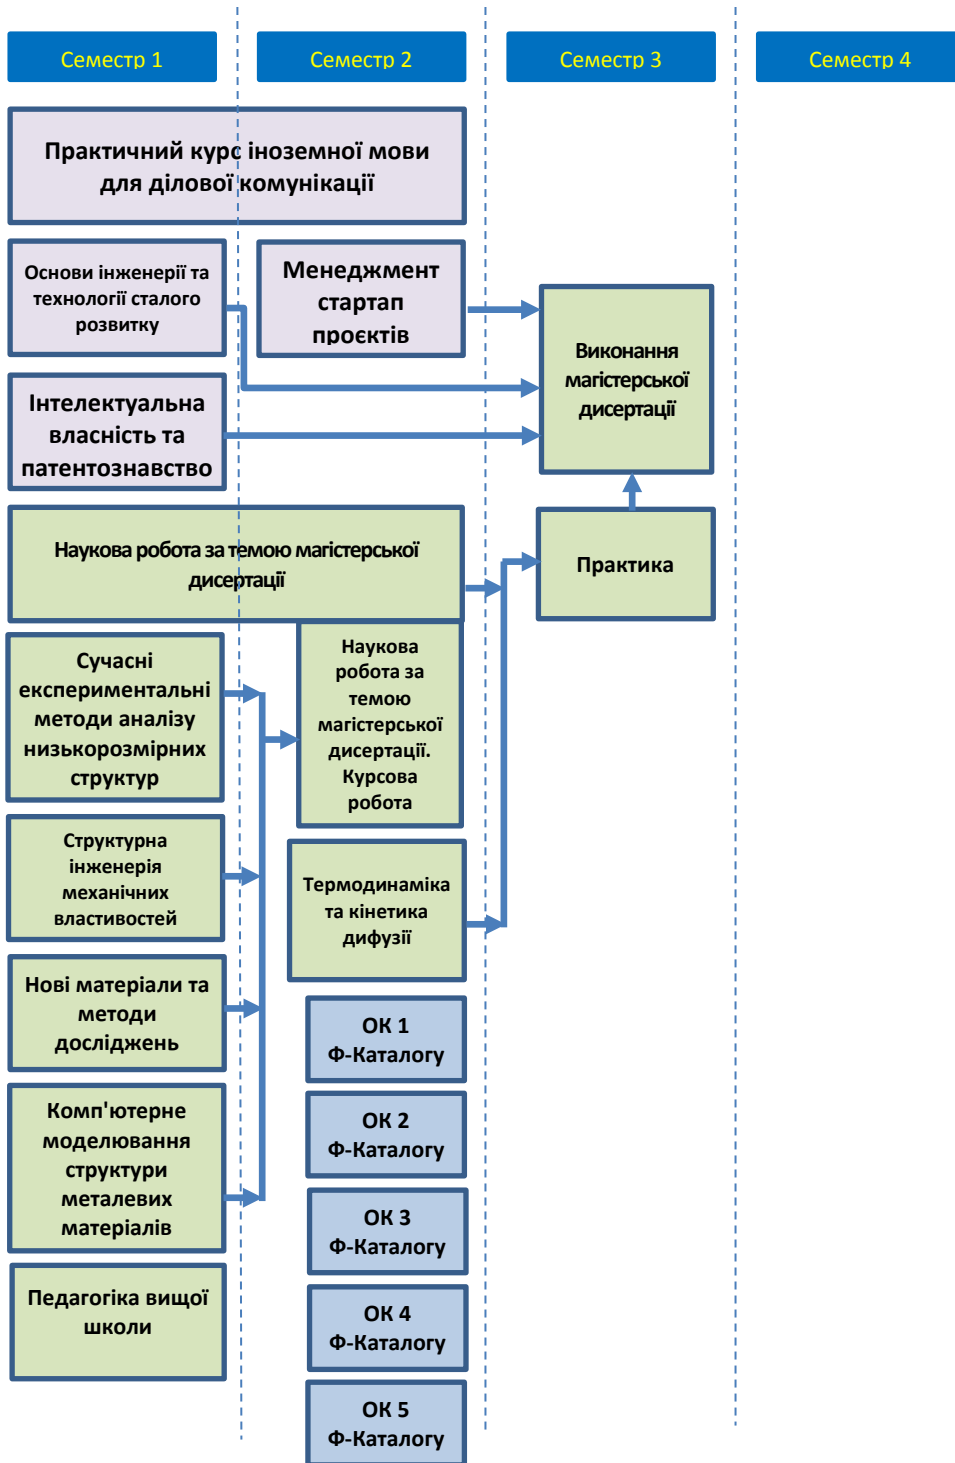 Семестр 1
Семестр 2
Семестр 3
Семестр 4
Практичний курс іноземної мови
для ділової комунікації
Основи інженерії та
технології сталого
розвитку
Менеджмент
стартап
проєктів
Виконання
магістерської
дисертації
Інтелектуальна
власність та
патентознавство
Наукова робота за темою магістерської
дисертації
Практика
Сучасні
експериментальні
методи аналізу
низькорозмірних
структур
Наукова
робота за
темою
магістерської
дисертації.
Курсова
робота
Структурна
інженерія
механічних
властивостей
Термодинаміка
та кінетика
дифузії
Нові матеріали та
методи
досліджень
ОК 1
Ф-Каталогу
Комп'ютерне
моделювання
структури
металевих
матеріалів
ОК 2
Ф-Каталогу
ОК 3
Ф-Каталогу
Педагогіка вищої
школи
ОК 4
Ф-Каталогу
ОК 5
Ф-Каталогу